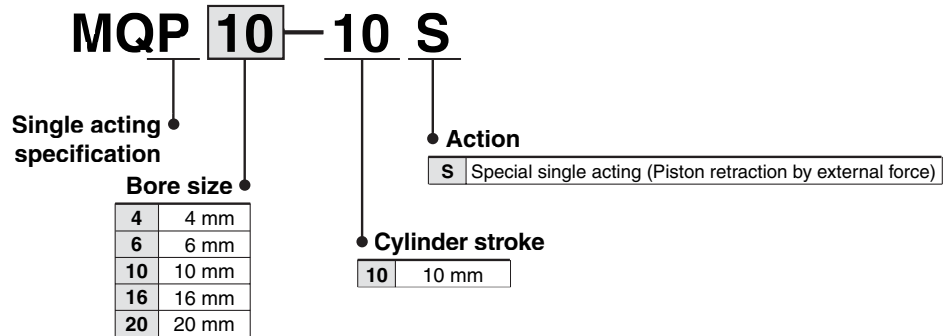 MQP 10 — 10 S
Single acting
specification
Bore size
4 4 mm
6 6 mm
10 10 mm
16 16 mm
20 20 mm
Cylinder stroke
10 10 mm
Action
S Special single acting (Piston retraction by external force)